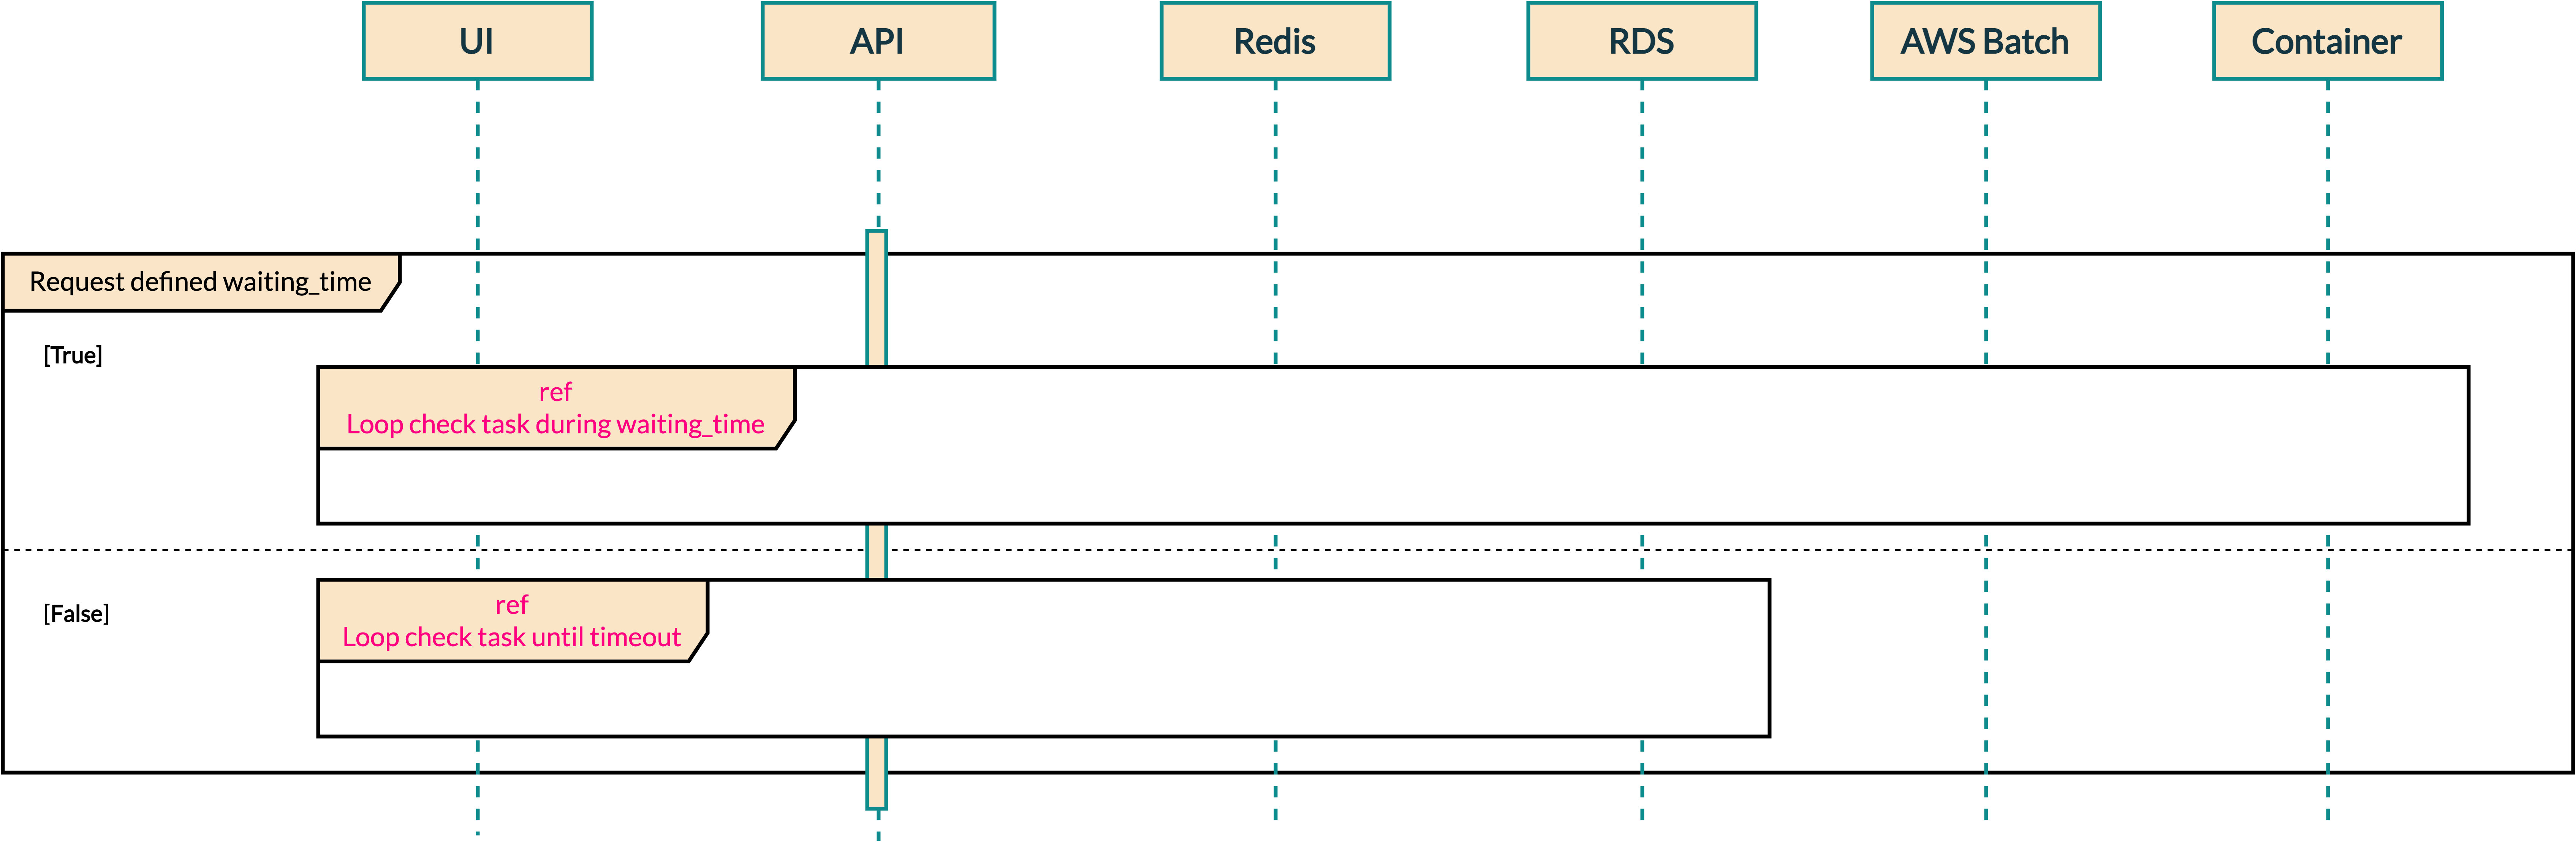 UI
API
Redis
RDS
AWS Batch
Container
Request defined waiting_time
[True]
ref
Loop check task during waiting_time
[False]
ref
Loop check task until timeout